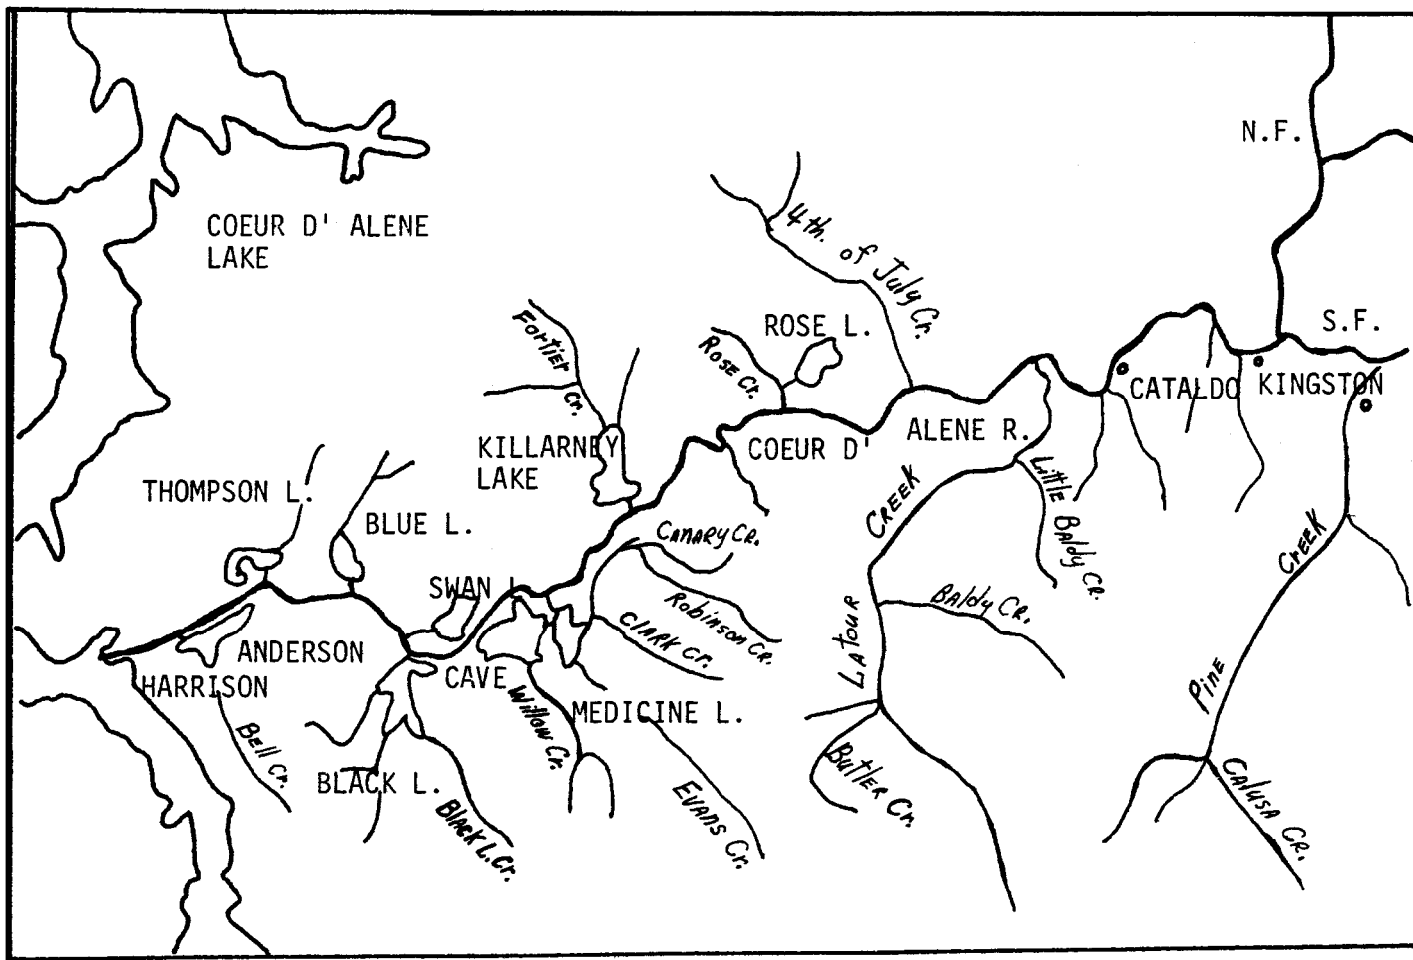 N.F.
COEUR D' ALENE
LAKE
4th. of July Cr.
S.F.
Fortier Cr.
ROSE L.
Rose Cr.
CATALDO
KINGSTON
KILLARNEY
LAKE
COEUR D'
ALENE R.
THOMPSON L.
BLUE L.
CREEK
LATOUR
Little Baldy Cr.
CANARY CR.
CREEK
PINE
SWAN L
Robinson Cr.
CLARK Cr.
BALdy Cr.
ANDERSON
HARRISON
CAVE
Willow Cr.
MEDICINE L.
Bell Cr.
BLACK L.
BLACK L. Cr.
EVANS Cr.
Butler Cr.
CALUSA CR.